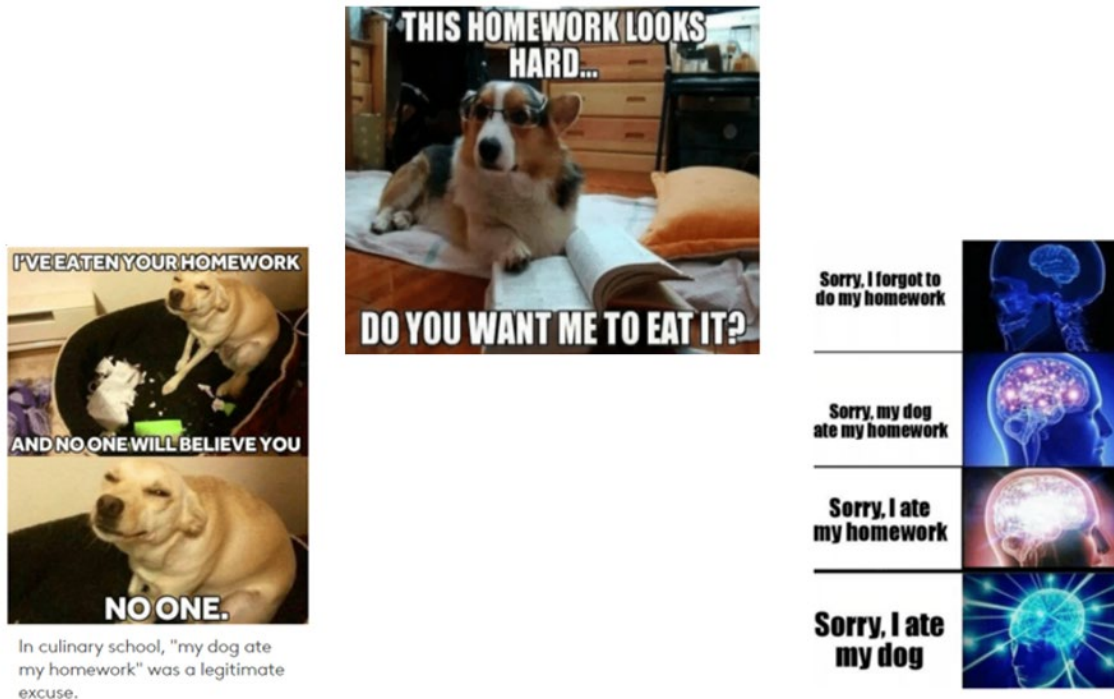 THIS HOMEWORK LOOKS
HARD...
DO YOU WANT ME TO EAT IT?
I'VE EATEN YOUR HOMEWORK
AND NO ONE WILL BELIEVE YOU
NO ONE.
In culinary school, "my dog ate
my homework" was a legitimate
excuse.
Sorry, I forgot to
do my homework
Sorry, my dog
ate my homework
Sorry, I ate
my homework
Sorry, I ate
my dog